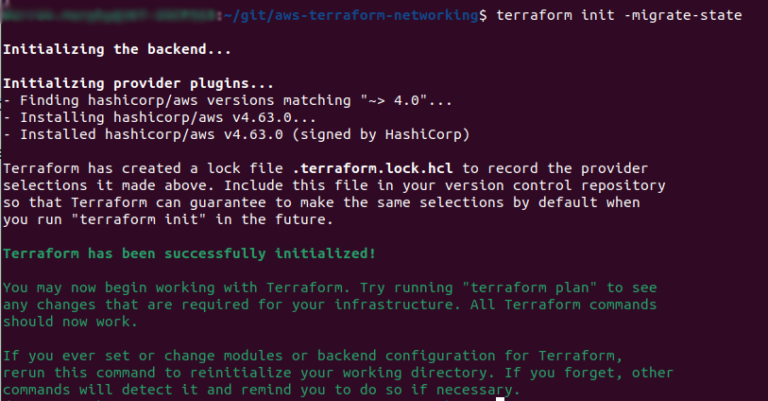 :~/git/aws-terraform-networking$ terraform init -migrate-state
Initializing the backend...
Initializing provider plugins...
- Finding hashicorp/aws versions matching "~> 4.0"...
- Installing hashicorp/aws v4.63.0...
- Installed hashicorp/aws v4.63.0 (signed by HashiCorp)
Terraform has created a lock file .terraform.lock.hcl to record the provider
selections it made above. Include this file in your version control repository
so that Terraform can guarantee to make the same selections by default when
you run "terraform init" in the future.
Terraform has been successfully initialized!
You may now begin working with Terraform. Try running "terraform plan" to see
any changes that are required for your infrastructure. All Terraform commands
should now work.
If you ever set or change modules or backend configuration for Terraform,
rerun this command to reinitialize your working directory. If you forget, other
commands will detect it and remind you to do so if necessary.